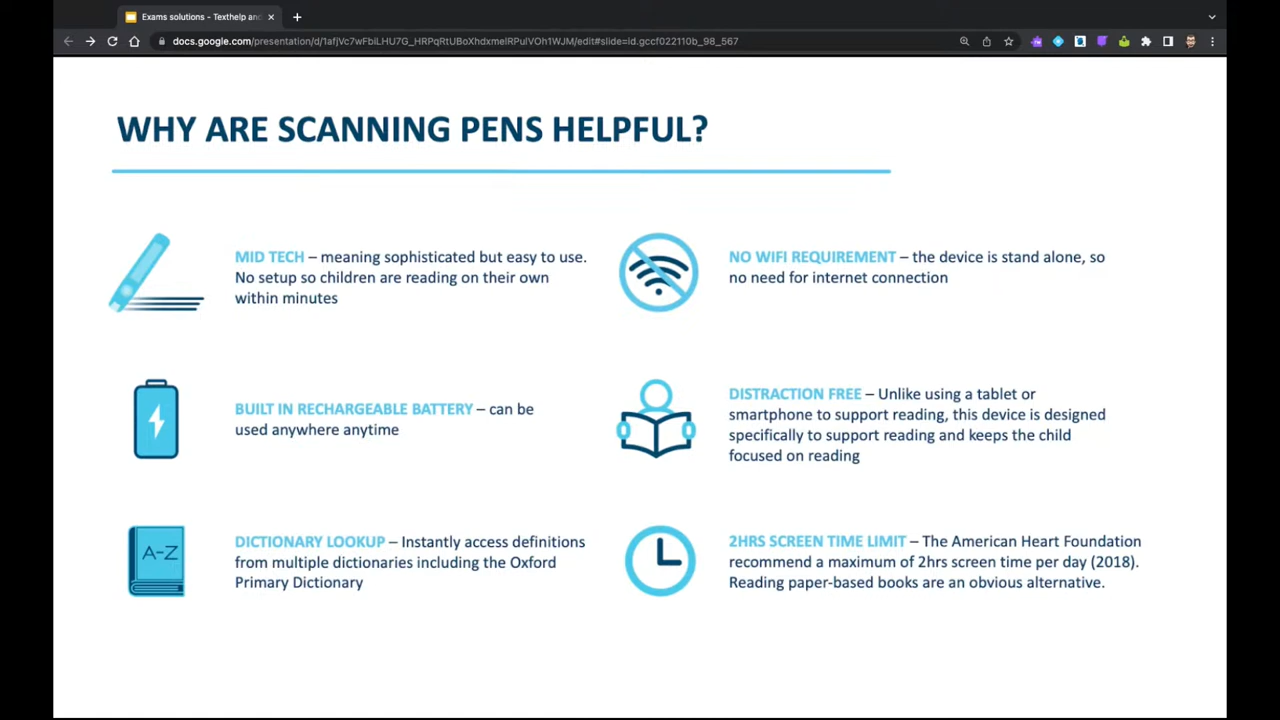 Exams solutions - Texthelp and
docs.google.com/presentation/d/1afjVc7wFbiLHU7G_HRPqRtUBoXhdxmelRPulVOh1WJM/edit#slide=id.gccf022110b_98_567
WHY ARE SCANNING PENS HELPFUL?
MID TECH – meaning sophisticated but easy to use.
No setup so children are reading on their own
within minutes
NO WIFI REQUIREMENT – the device is stand alone, so
no need for internet connection
BUILT IN RECHARGEABLE BATTERY – can be
used anywhere anytime
DISTRACTION FREE – Unlike using a tablet or
smartphone to support reading, this device is designed
specifically to support reading and keeps the child
focused on reading
A-Z
DICTIONARY LOOKUP – Instantly access definitions
from multiple dictionaries including the Oxford
Primary Dictionary
2HRS SCREEN TIME LIMIT – The American Heart Foundation
recommend a maximum of 2hrs screen time per day (2018).
Reading paper-based books are an obvious alternative.